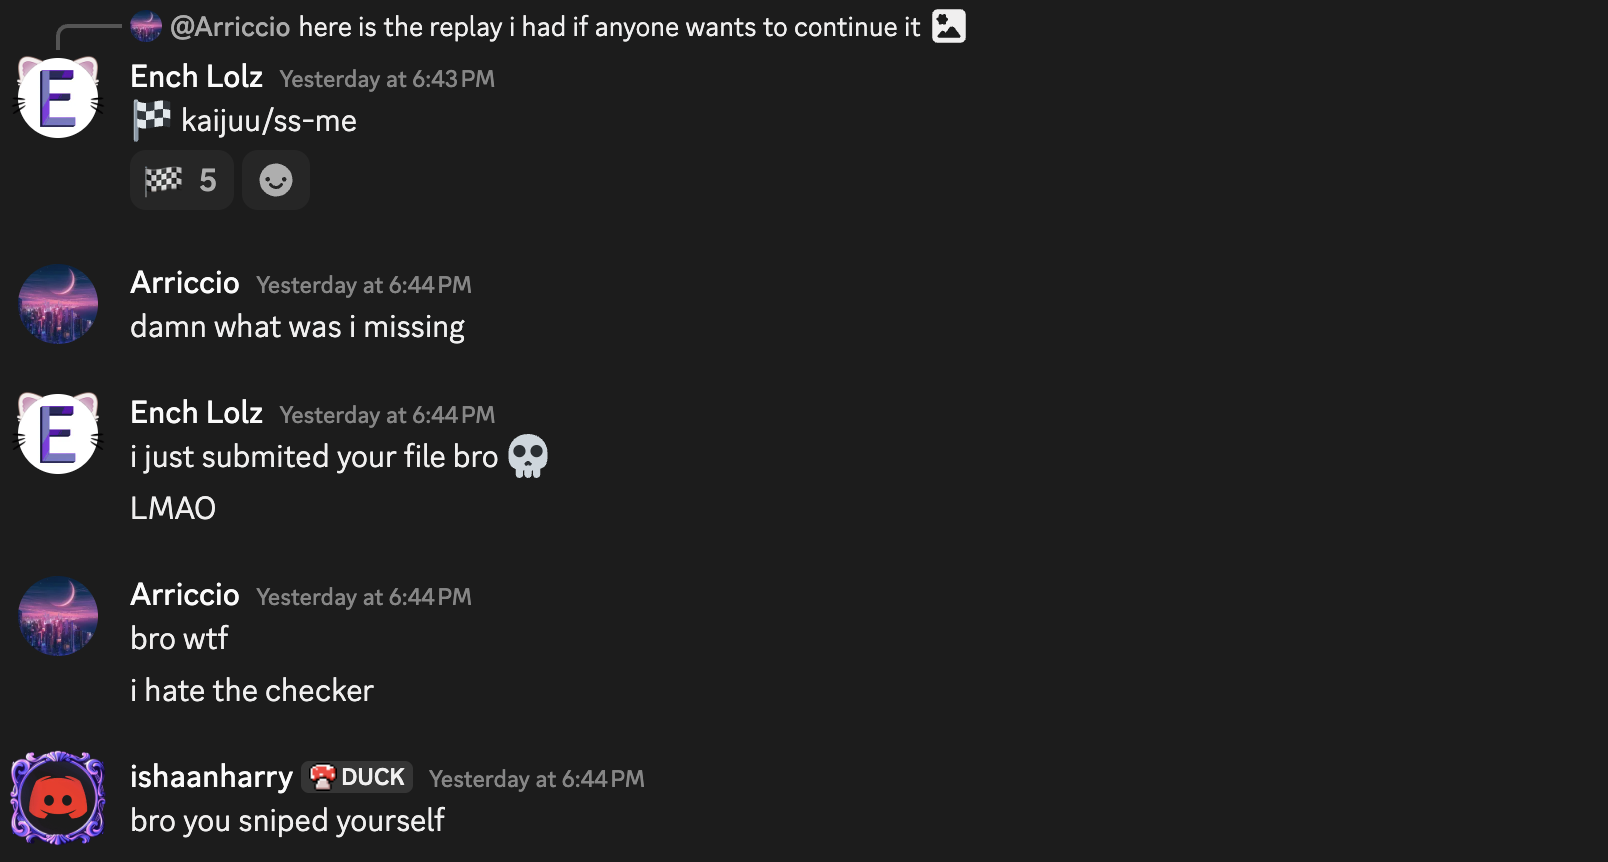 @Arriccio here is the replay i had if anyone wants to continue it
Ench Lolz Yesterday at 6:43 PM
🏁 kaijuu/ss-me
🏁 5
Arriccio Yesterday at 6:44 PM
damn what was i missing
E
Ench Lolz Yesterday at 6:44 PM
i just submited your file bro 💀
LMAO
Arriccio Yesterday at 6:44 PM
bro wtf
i hate the checker
ishaanharry 🍄 DUCK Yesterday at 6:44 PM
bro you sniped yourself